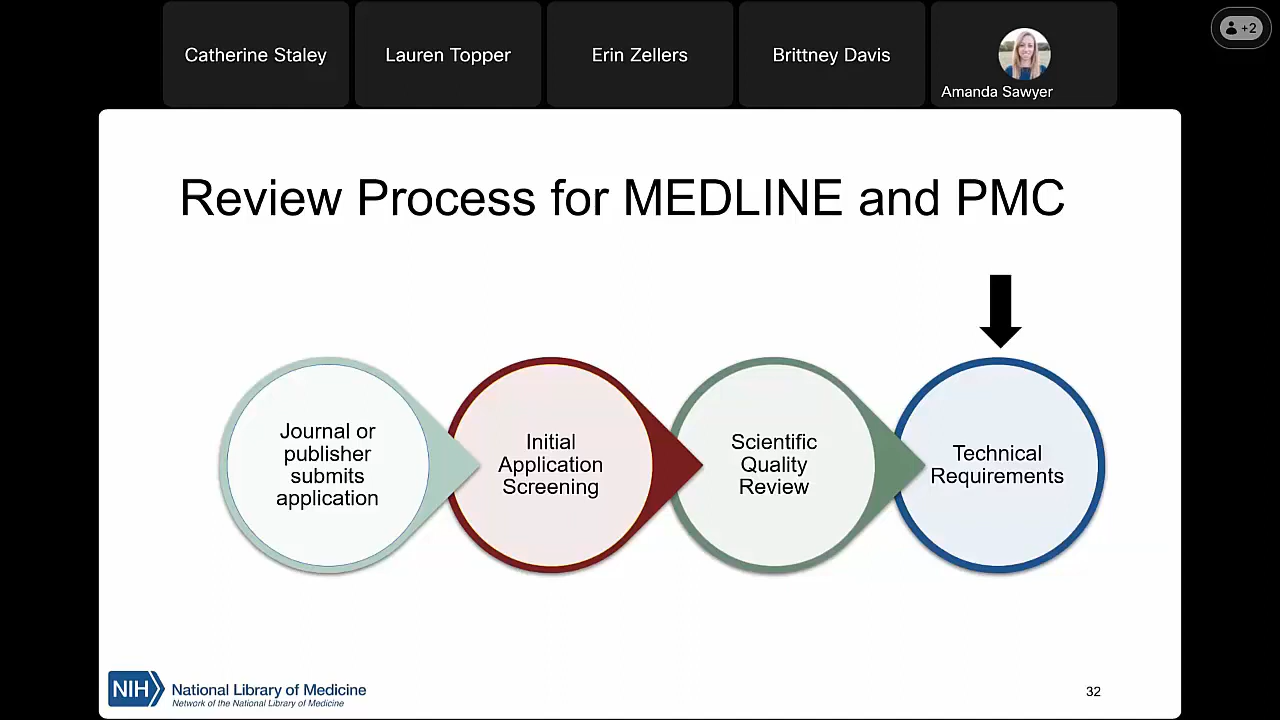 Catherine Staley
Lauren Topper
Erin Zellers
Brittney Davis
Amanda Sawyer
+2
Review Process for MEDLINE and PMC
Journal or
publisher
submits
application
Initial
Application
Screening
Scientific
Quality
Review
Technical
Requirements
NIH National Library of Medicine
Network of the National Library of Medicine
32